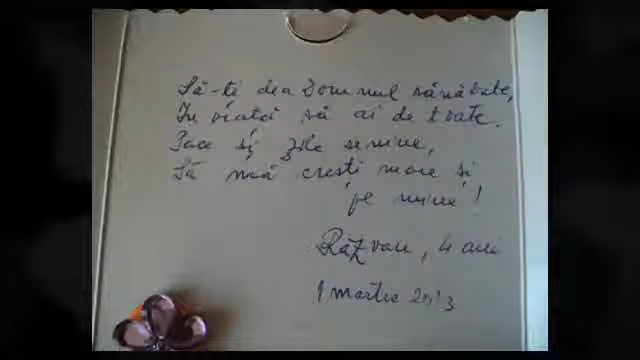 Să-ți dea Domnul sănătate,
În viață să ai de toate.
Pace și zile senine,
Să mă crești mare și
pe mine!
Răzvan, 4 ani
1 martie 2013